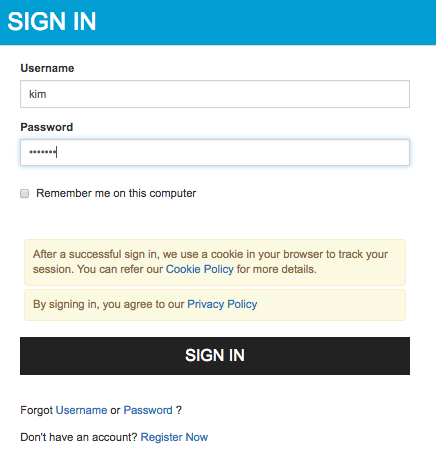 SIGN IN
Username
kim
Password
•••••••
Remember me on this computer
After a successful sign in, we use a cookie in your browser to track your
session. You can refer our Cookie Policy for more details.
By signing in, you agree to our Privacy Policy
SIGN IN
Forgot Username or Password ?
Don't have an account? Register Now